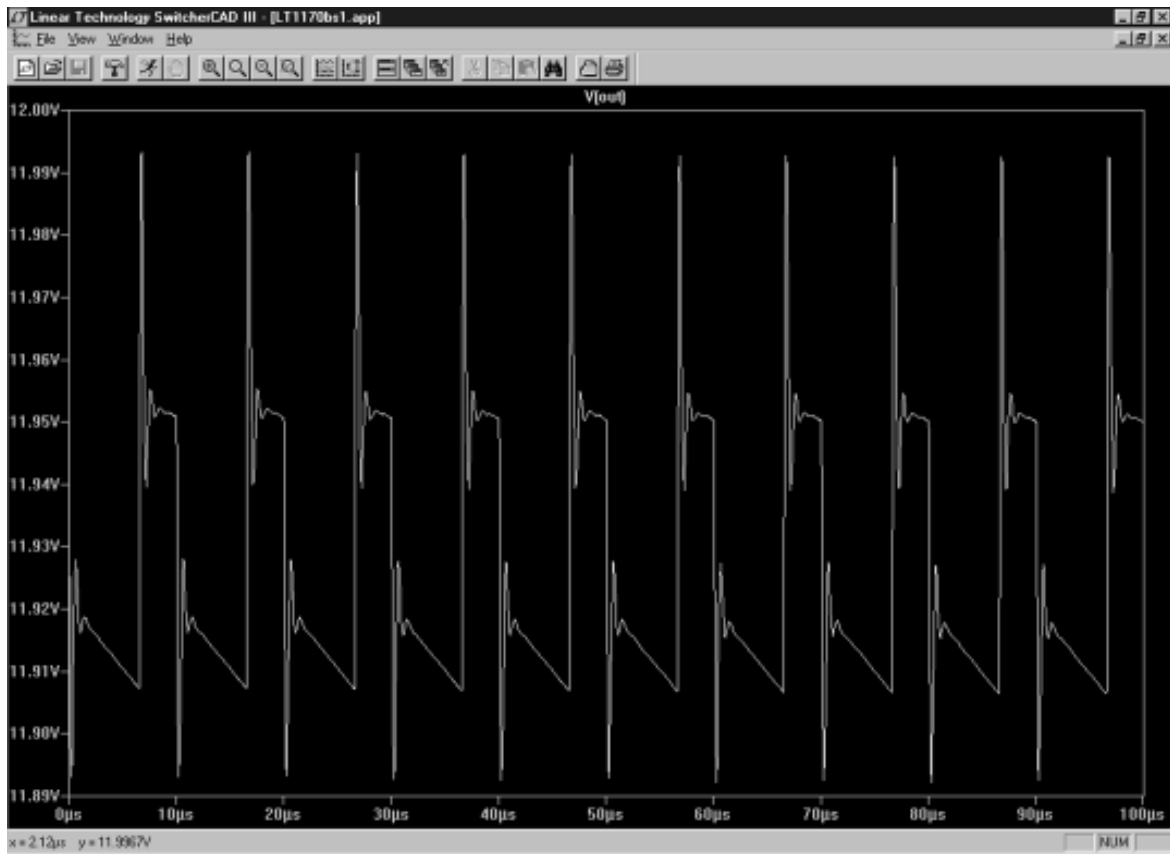 Linear Technology SwitcherCAD III - [LT1170bs1.app]
File View Window Help
V[out]
12.00V
11.99V
11.98V
11.97V
11.96V
11.95V
11.94V
11.93V
11.92V
11.91V
11.90V
11.89V
0µs 10µs 20µs 30µs 40µs 50µs 60µs 70µs 80µs 90µs 100µs
x = 2.12µs y = 11.9967V NUM